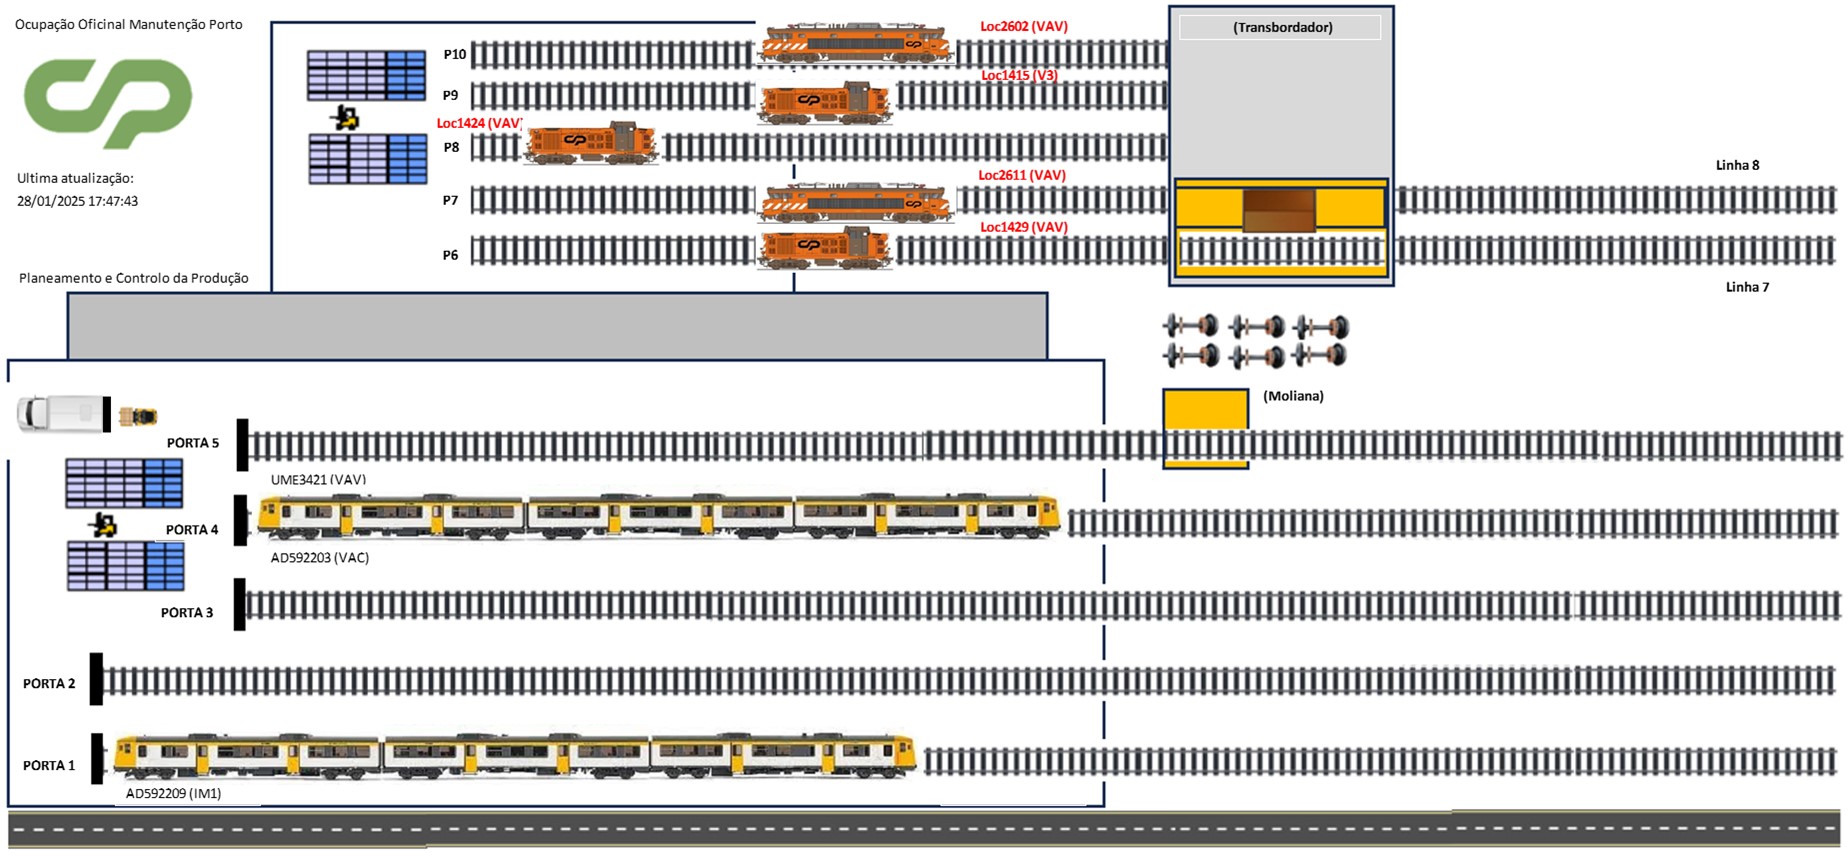 Ocupação Oficinal Manutenção Porto
Ultima atualização:
28/01/2025 17:47:43
Planeamento e Controlo da Produção
P10
Loc2602 (VAV)
P9
Loc1415 (V3)
P8
Loc1424 (VAV)
P7
Loc2611 (VAV)
P6
Loc1429 (VAV)
(Transbordador)
Linha 8
Linha 7
(Moliana)
PORTA 5
UME3421 (VAV)
PORTA 4
AD592203 (VAC)
PORTA 3
PORTA 2
PORTA 1
AD592209 (IM1)